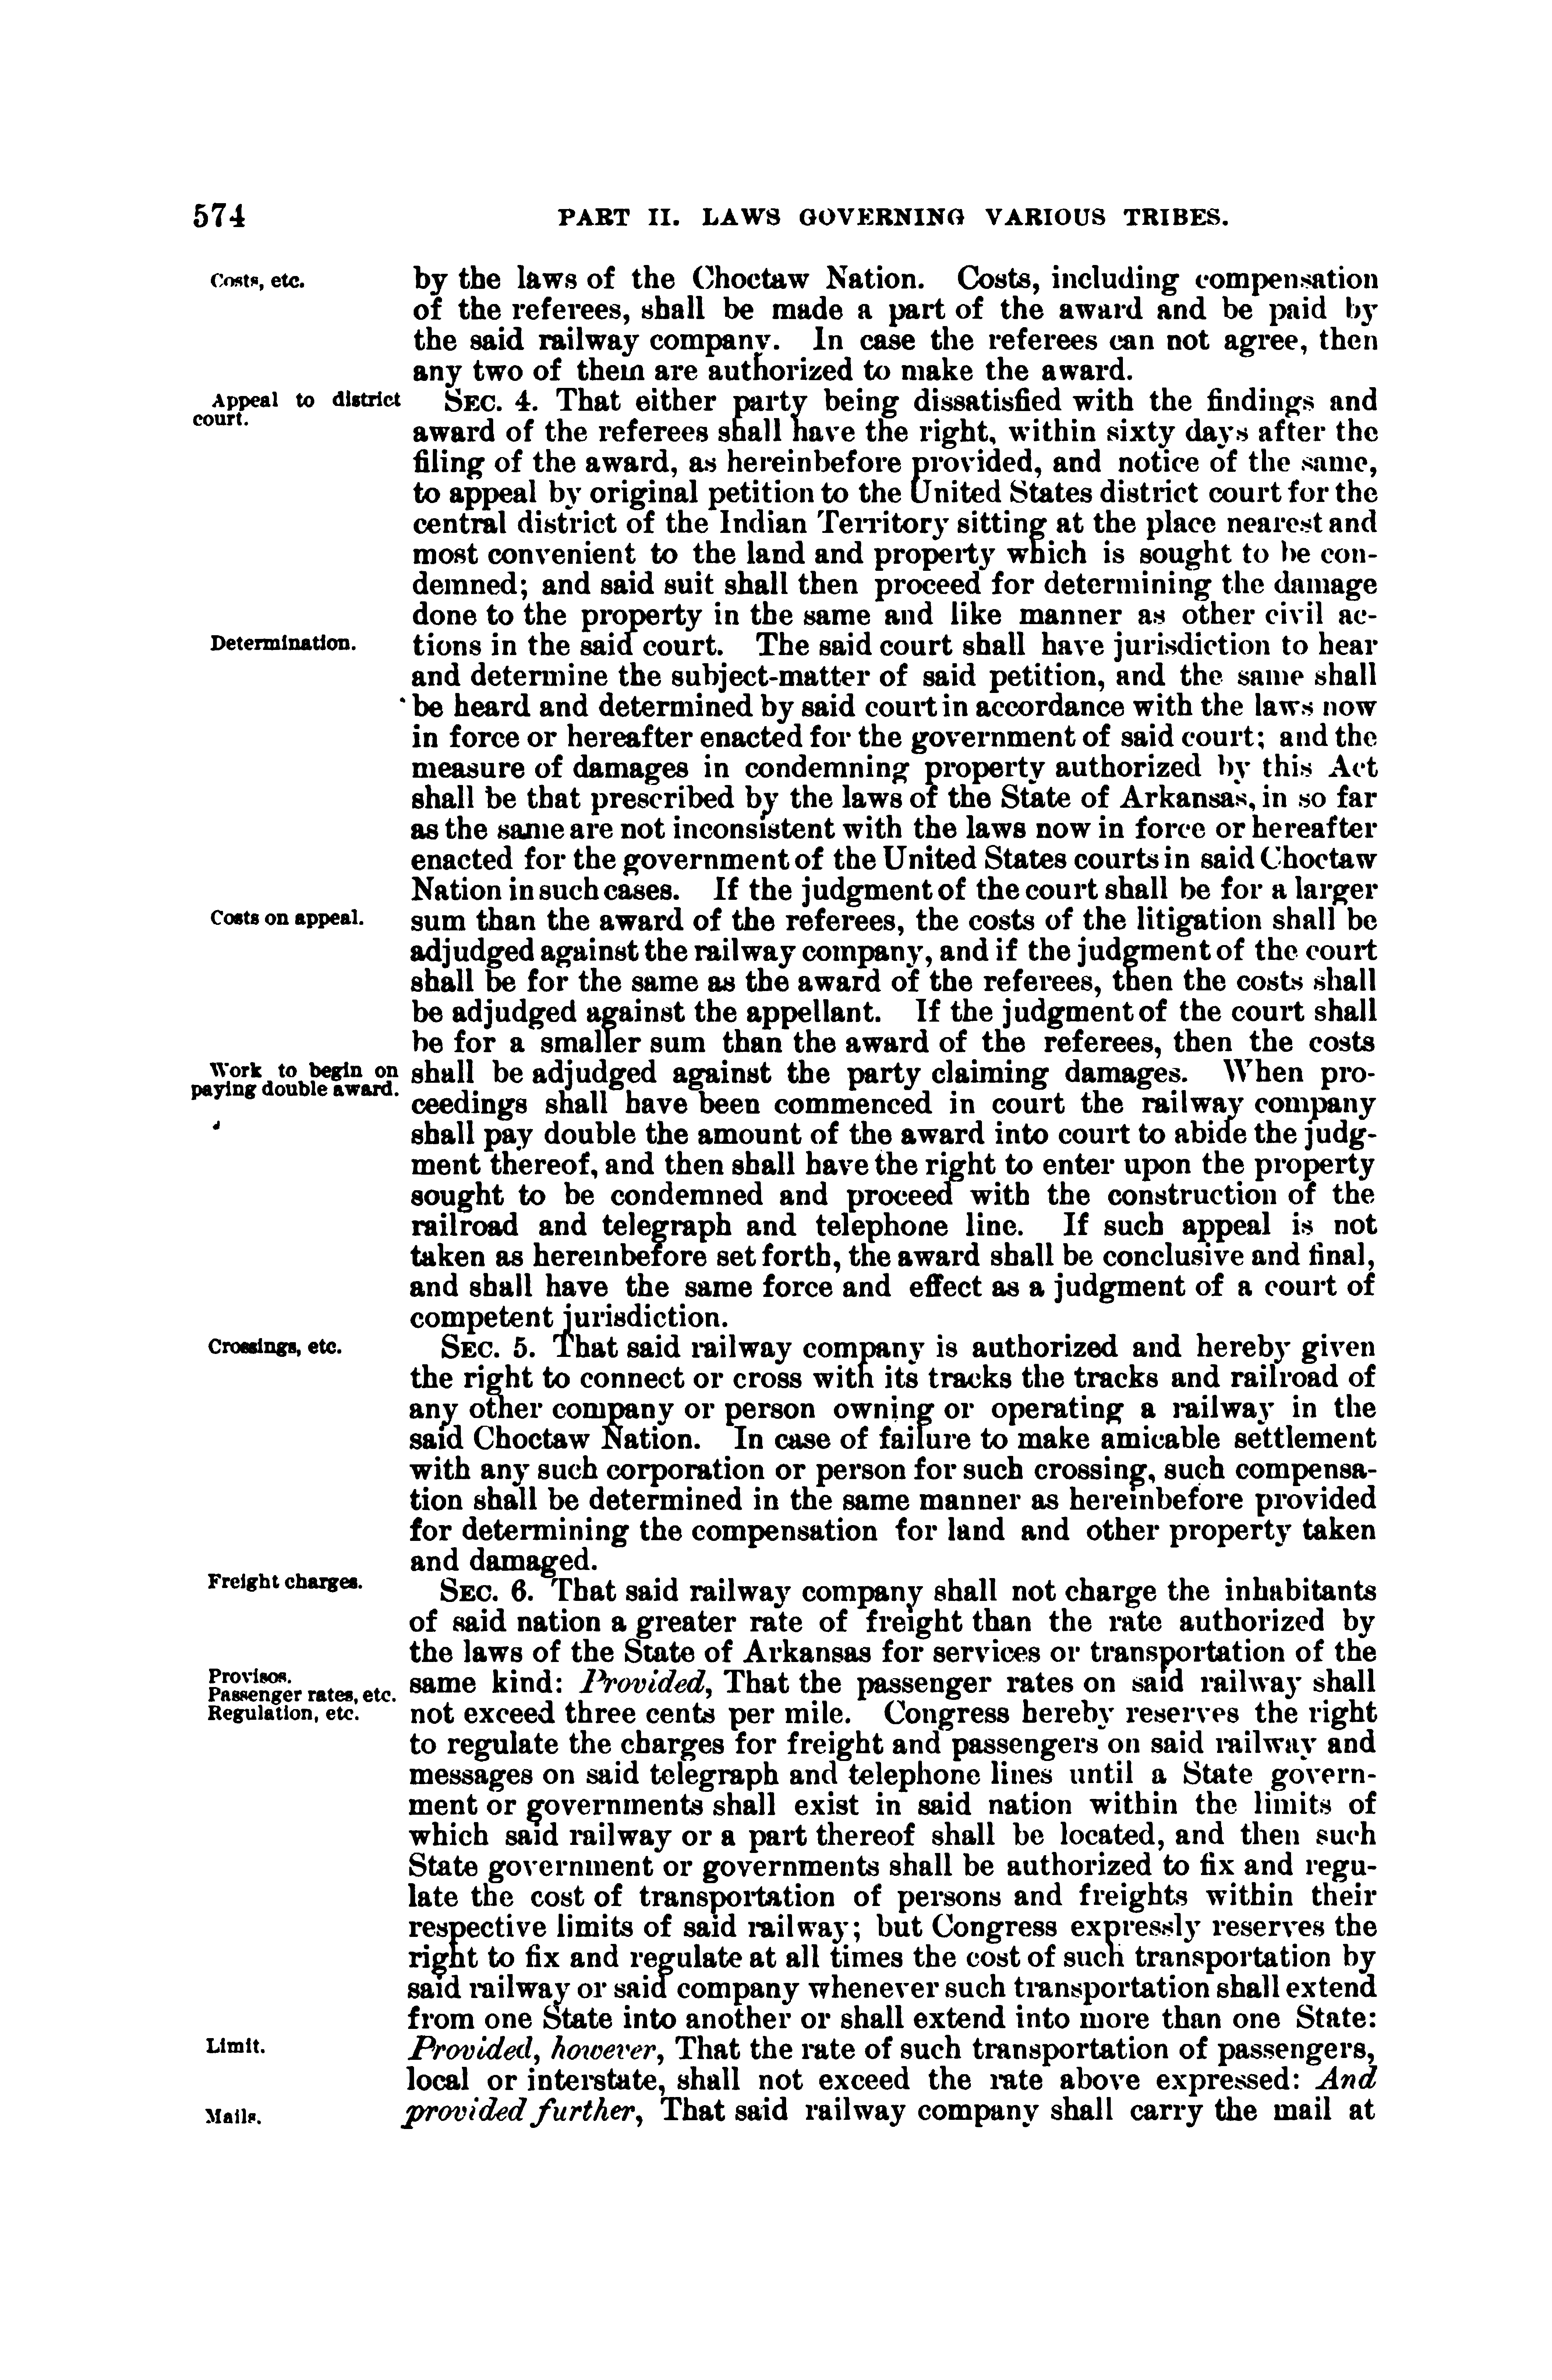 574 PART II. LAWS GOVERNING VARIOUS TRIBES.
Costs, etc.
by the laws of the Choctaw Nation. Costs, including compensation
of the referees, shall be made a part of the award and be paid by
the said railway company. In case the referees can not agree, then
any two of them are authorized to make the award.
Appeal to district
court.
SEC. 4. That either party being dissatisfied with the findings and
award of the referees shall have the right, within sixty days after the
filing of the award, as hereinbefore provided, and notice of the same,
to appeal by original petition to the United States district court for the
central district of the Indian Territory sitting at the place nearest and
most convenient to the land and property which is sought to be con-
demned; and said suit shall then proceed for determining the damage
done to the property in the same and like manner as other civil ac-
Determination.
tions in the said court. The said court shall have jurisdiction to hear
and determine the subject-matter of said petition, and the same shall
be heard and determined by said court in accordance with the laws now
in force or hereafter enacted for the government of said court; and the
measure of damages in condemning property authorized by this Act
shall be that prescribed by the laws of the State of Arkansas, in so far
as the same are not inconsistent with the laws now in force or hereafter
enacted for the government of the United States courts in said Choctaw
Nation in such cases. If the judgment of the court shall be for a larger
Costs on appeal.
sum than the award of the referees, the costs of the litigation shall be
adjudged against the railway company, and if the judgment of the court
shall be for the same as the award of the referees, then the costs shall
be adjudged against the appellant. If the judgment of the court shall
be for a smaller sum than the award of the referees, then the costs
Work to begin on
paying double award.
shall be adjudged against the party claiming damages. When pro-
ceedings shall have been commenced in court the railway company
shall pay double the amount of the award into court to abide the judg-
ment thereof, and then shall have the right to enter upon the property
sought to be condemned and proceed with the construction of the
railroad and telegraph and telephone line. If such appeal is not
taken as hereinbefore set forth, the award shall be conclusive and final,
and shall have the same force and effect as a judgment of a court of
competent jurisdiction.
Crossings, etc.
SEC. 5. That said railway company is authorized and hereby given
the right to connect or cross with its tracks the tracks and railroad of
any other company or person owning or operating a railway in the
said Choctaw Nation. In case of failure to make amicable settlement
with any such corporation or person for such crossing, such compensa-
tion shall be determined in the same manner as hereinbefore provided
for determining the compensation for land and other property taken
and damaged.
Freight charges.
SEC. 6. That said railway company shall not charge the inhabitants
of said nation a greater rate of freight than the rate authorized by
the laws of the State of Arkansas for services or transportation of the
Provisos.
Passenger rates, etc.
Regulation, etc.
same kind: Provided, That the passenger rates on said railway shall
not exceed three cents per mile. Congress hereby reserves the right
to regulate the charges for freight and passengers on said railway and
messages on said telegraph and telephone lines until a State govern-
ment or governments shall exist in said nation within the limits of
which said railway or a part thereof shall be located, and then such
State government or governments shall be authorized to fix and regu-
late the cost of transportation of persons and freights within their
respective limits of said railway; but Congress expressly reserves the
right to fix and regulate at all times the cost of such transportation by
said railway or said company whenever such transportation shall extend
from one State into another or shall extend into more than one State:
Limit.
Provided, however, That the rate of such transportation of passengers,
local or interstate, shall not exceed the rate above expressed: And
Mails.
provided further, That said railway company shall carry the mail at